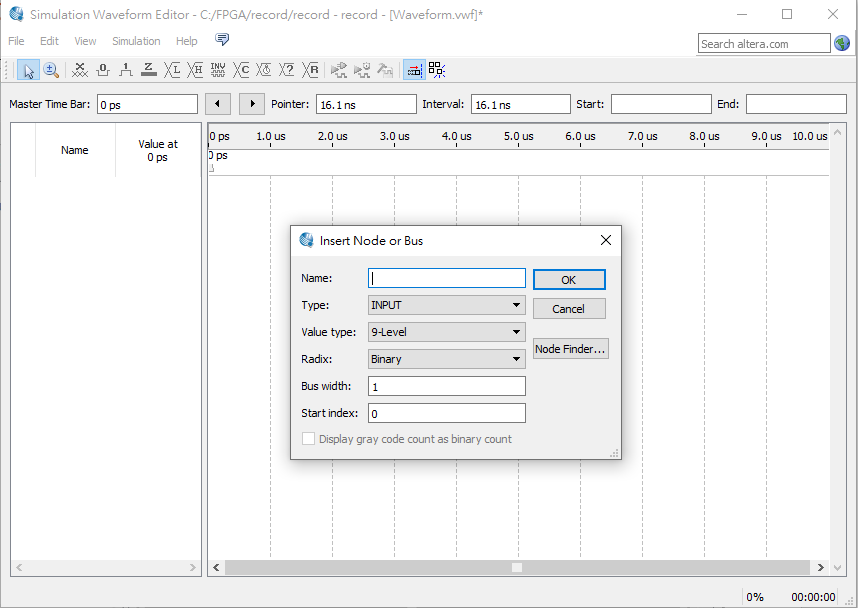 Simulation Waveform Editor - C:/FPGA/record/record - record - [Waveform.vwf]*
File Edit View Simulation Help
Search altera.com
0 1 Z L H INV C ? R
Master Time Bar: 0 ps Pointer: 16.1 ns Interval: 16.1 ns Start: End:
Name Value at 0 ps
0 ps 1.0 us 2.0 us 3.0 us 4.0 us 5.0 us 6.0 us 7.0 us 8.0 us 9.0 us 10.0 us
0 ps
Insert Node or Bus
Name: OK
Type: INPUT Cancel
Value type: 9-Level
Node Finder...
Radix: Binary
Bus width: 1
Start index: 0
Display gray code count as binary count
0% 00:00:00